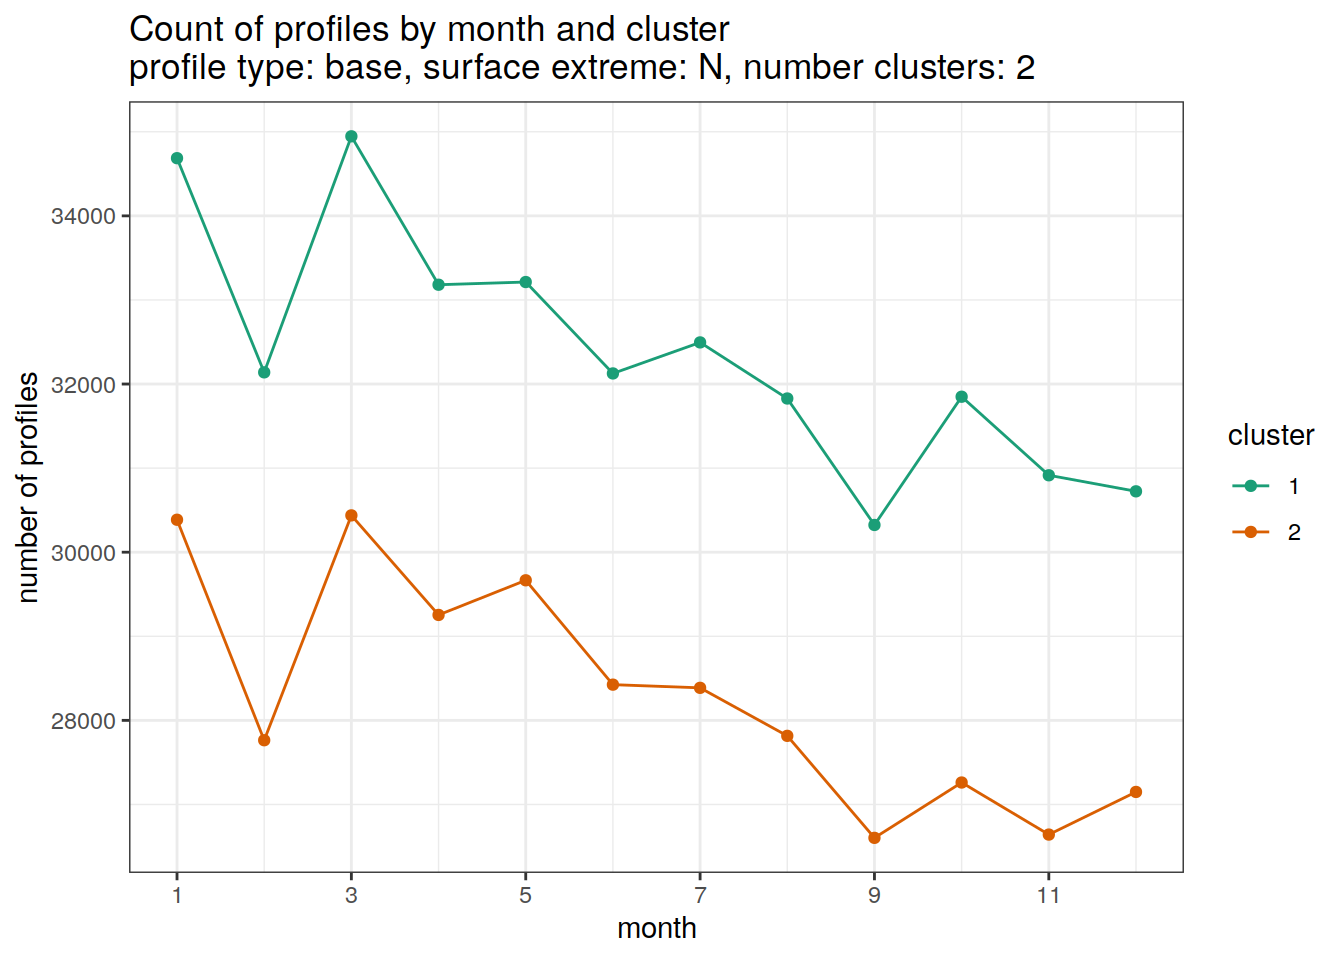 Count of profiles by month and cluster
profile type: base, surface extreme: N, number clusters: 2
number of profiles
34000
32000
30000
28000
1 3 5 7 9 11
month
cluster
1
2